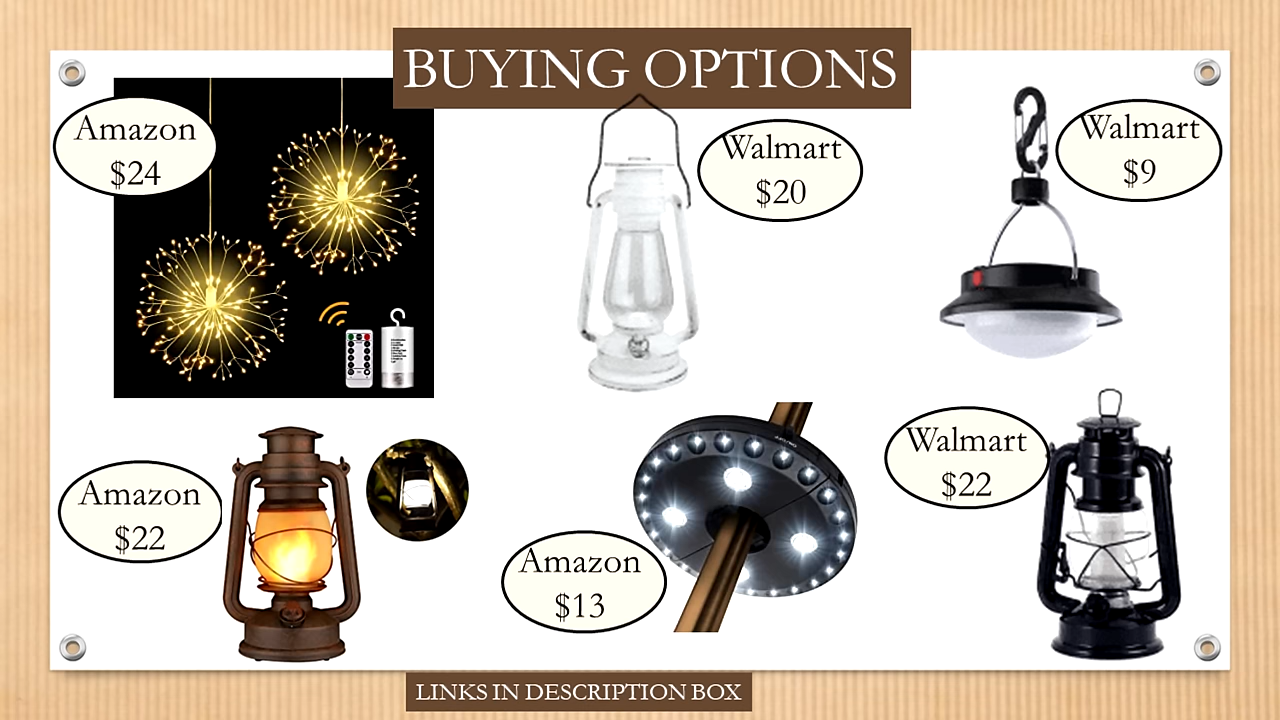 BUYING OPTIONS
Amazon
$24
Walmart
$20
Walmart
$9
Amazon
$22
Amazon
$13
Walmart
$22
LINKS IN DESCRIPTION BOX